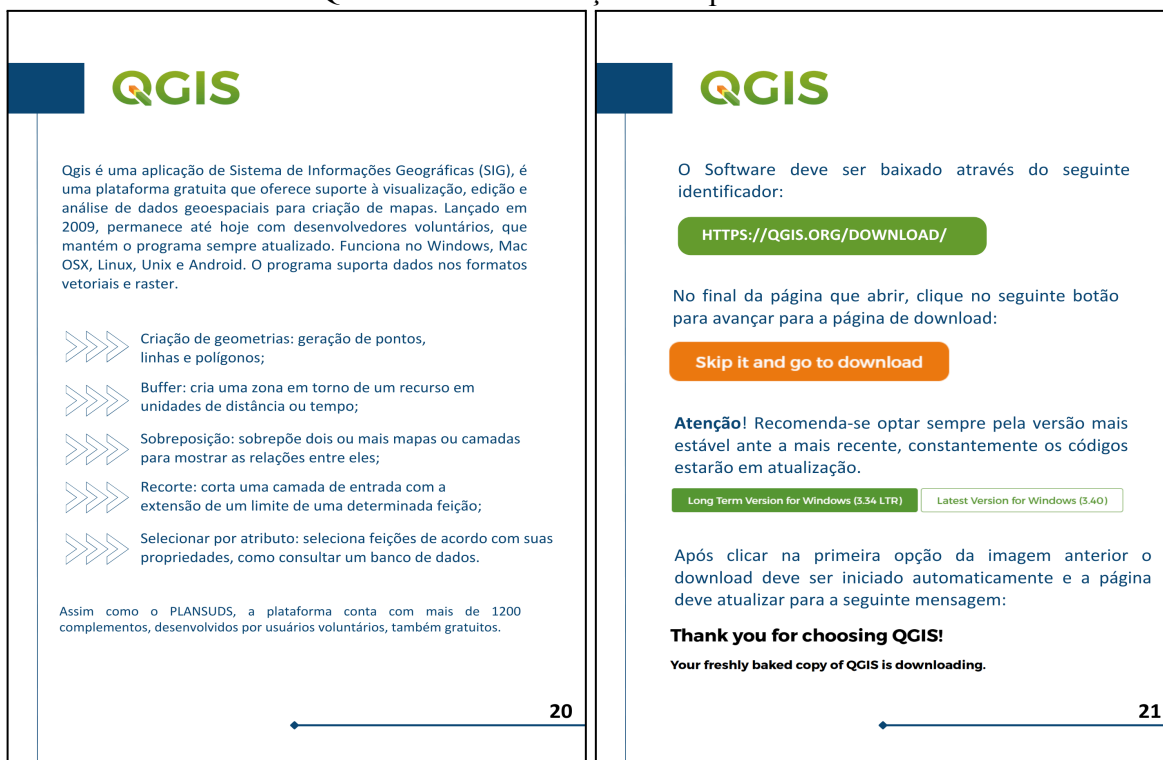 QGIS
Qgis é uma aplicação de Sistema de Informações Geográficas (SIG), é
uma plataforma gratuita que oferece suporte à visualização, edição e
análise de dados geoespaciais para criação de mapas. Lançado em
2009, permanece até hoje com desenvolvedores voluntários, que
mantém o programa sempre atualizado. Funciona no Windows, Mac
OSX, Linux, Unix e Android. O programa suporta dados nos formatos
vetoriais e raster.
Criação de geometrias: geração de pontos,
linhas e polígonos;
Buffer: cria uma zona em torno de um recurso em
unidades de distância ou tempo;
Sobreposição: sobrepõe dois ou mais mapas ou camadas
para mostrar as relações entre eles;
Recorte: corta uma camada de entrada com a
extensão de um limite de uma determinada feição;
Selecionar por atributo: seleciona feições de acordo com suas
propriedades, como consultar um banco de dados.
Assim como o PLANSUDS, a plataforma conta com mais de 1200
complementos, desenvolvidos por usuários voluntários, também gratuitos.
20
QGIS
O Software deve ser baixado através do seguinte
identificador:
HTTPS://QGIS.ORG/DOWNLOAD/
No final da página que abrir, clique no seguinte botão
para avançar para a página de download:
Skip it and go to download
Atenção! Recomenda-se optar sempre pela versão mais
estável ante a mais recente, constantemente os códigos
estarão em atualização.
Long Term Version for Windows (3.34 LTR) Latest Version for Windows (3.40)
Após clicar na primeira opção da imagem anterior o
download deve ser iniciado automaticamente e a página
deve atualizar para a seguinte mensagem:
Thank you for choosing QGIS!
Your freshly baked copy of QGIS is downloading.
21